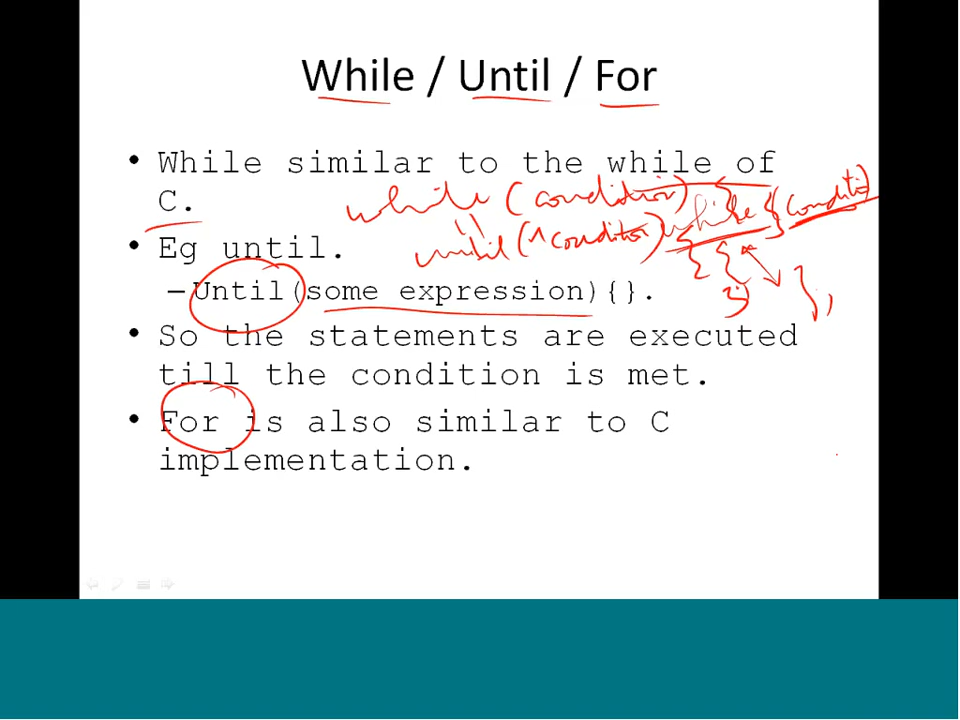 While / Until / For
• While similar to the while of
C.
while (condition) {
while { condition
• Eg until.
until (^condition)
– Until(some expression){}.
• So the statements are executed
till the condition is met.
• For is also similar to C
implementation.